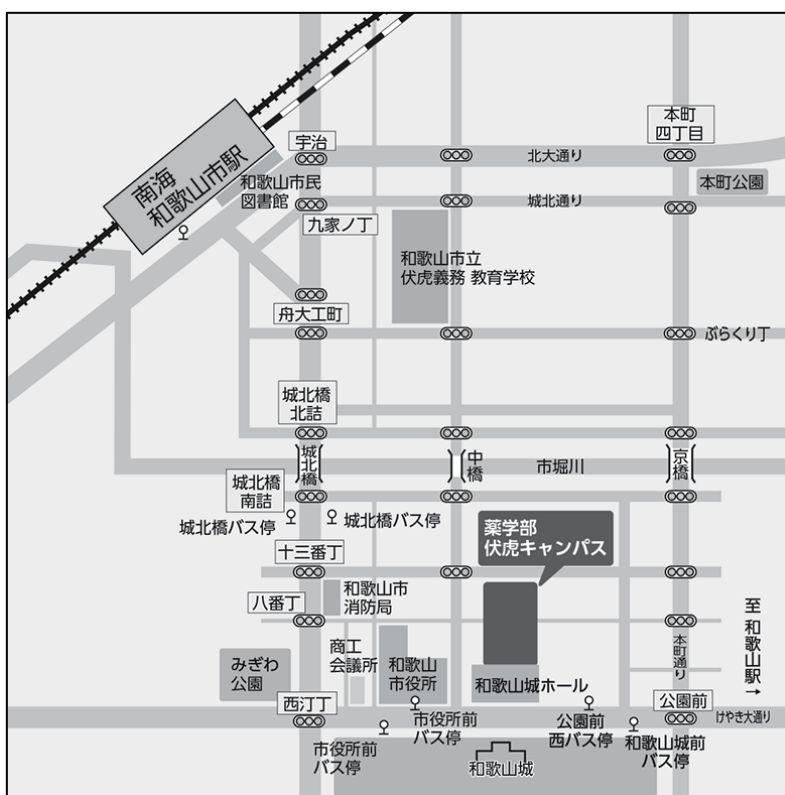 本町
四丁目
宇治
北大通り
南海
和歌山市駅
和歌山市民
図書館
本町公園
城北通り
九家ノ丁
和歌山市立
伏虎義務 教育学校
舟大工町
ぶらくり丁
城北橋
北詰
城北橋
中橋
市堀川
京橋
城北橋
南詰
城北橋バス停
城北橋バス停
薬学部
伏虎キャンパス
十三番丁
和歌山市
消防局
八番丁
至 和歌山駅→
本町通り
商工
会議所
和歌山
市役所
みぎわ
公園
和歌山城ホール
西汀丁
公園前
けやき大通り
市役所前
バス停
市役所前
バス停
公園前
西バス停
和歌山城前
バス停
和歌山城